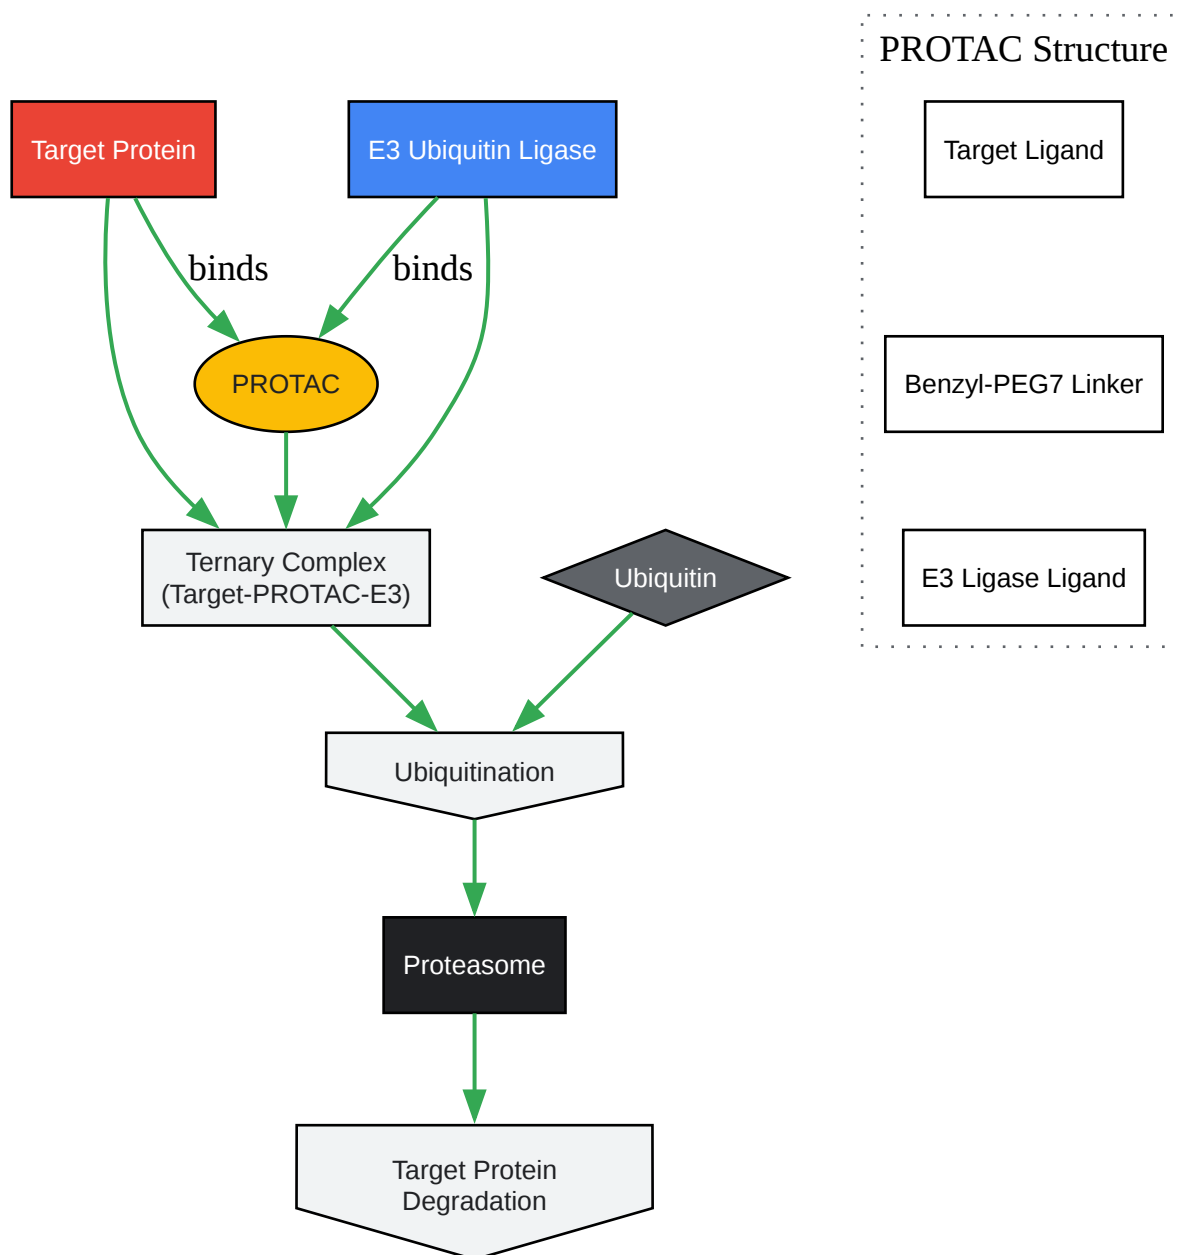 PROTAC Structure
Target Protein
E3 Ubiquitin Ligase
Target Ligand
binds
binds
PROTAC
Benzyl-PEG7 Linker
Ternary Complex
(Target-PROTAC-E3)
Ubiquitin
E3 Ligase Ligand
Ubiquitination
Proteasome
Target Protein
Degradation